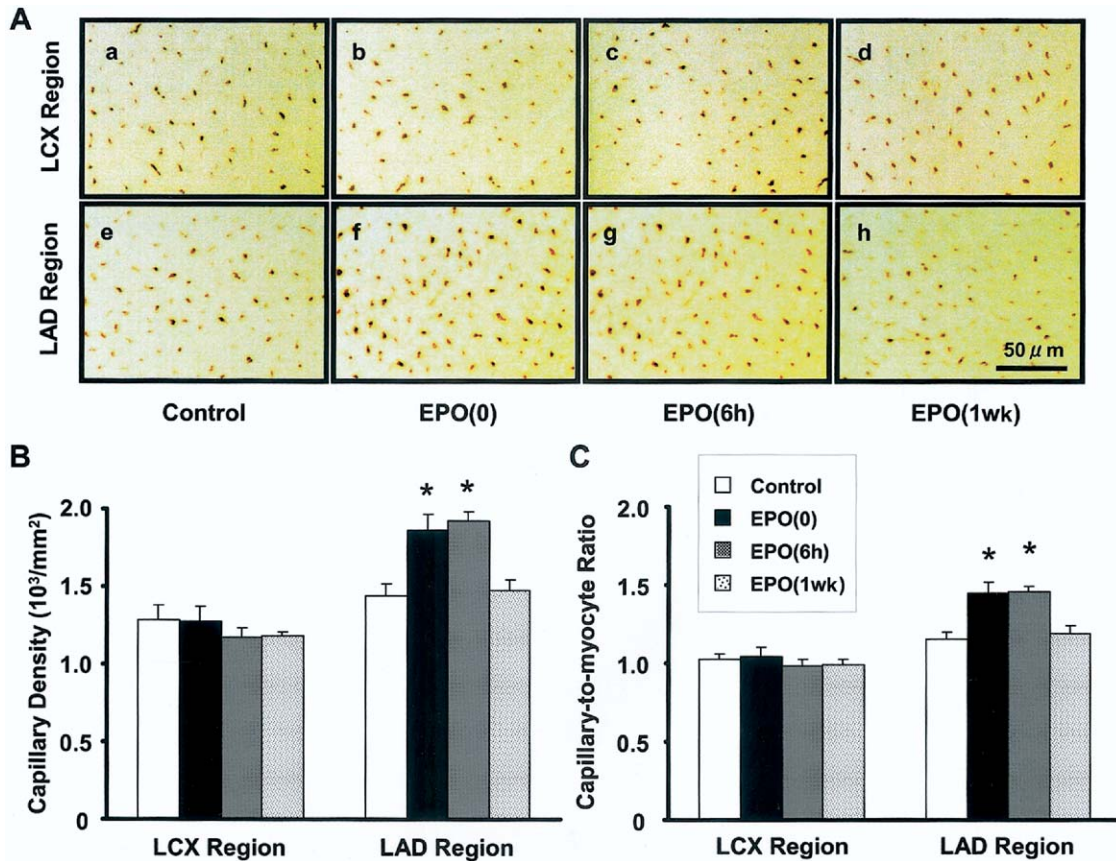 A
LCX Region
a
b
c
d
LAD Region
e
f
g
h
50 μm
Control
EPO(0)
EPO(6h)
EPO(1wk)
B
Capillary Density (10³/mm²)
2.0
1.5
1.0
0.5
0
* *
LCX Region
LAD Region
C
Control
EPO(0)
EPO(6h)
EPO(1wk)
Capillary-to-myocyte Ratio
2.0
1.5
1.0
0.5
0
* *
LCX Region
LAD Region